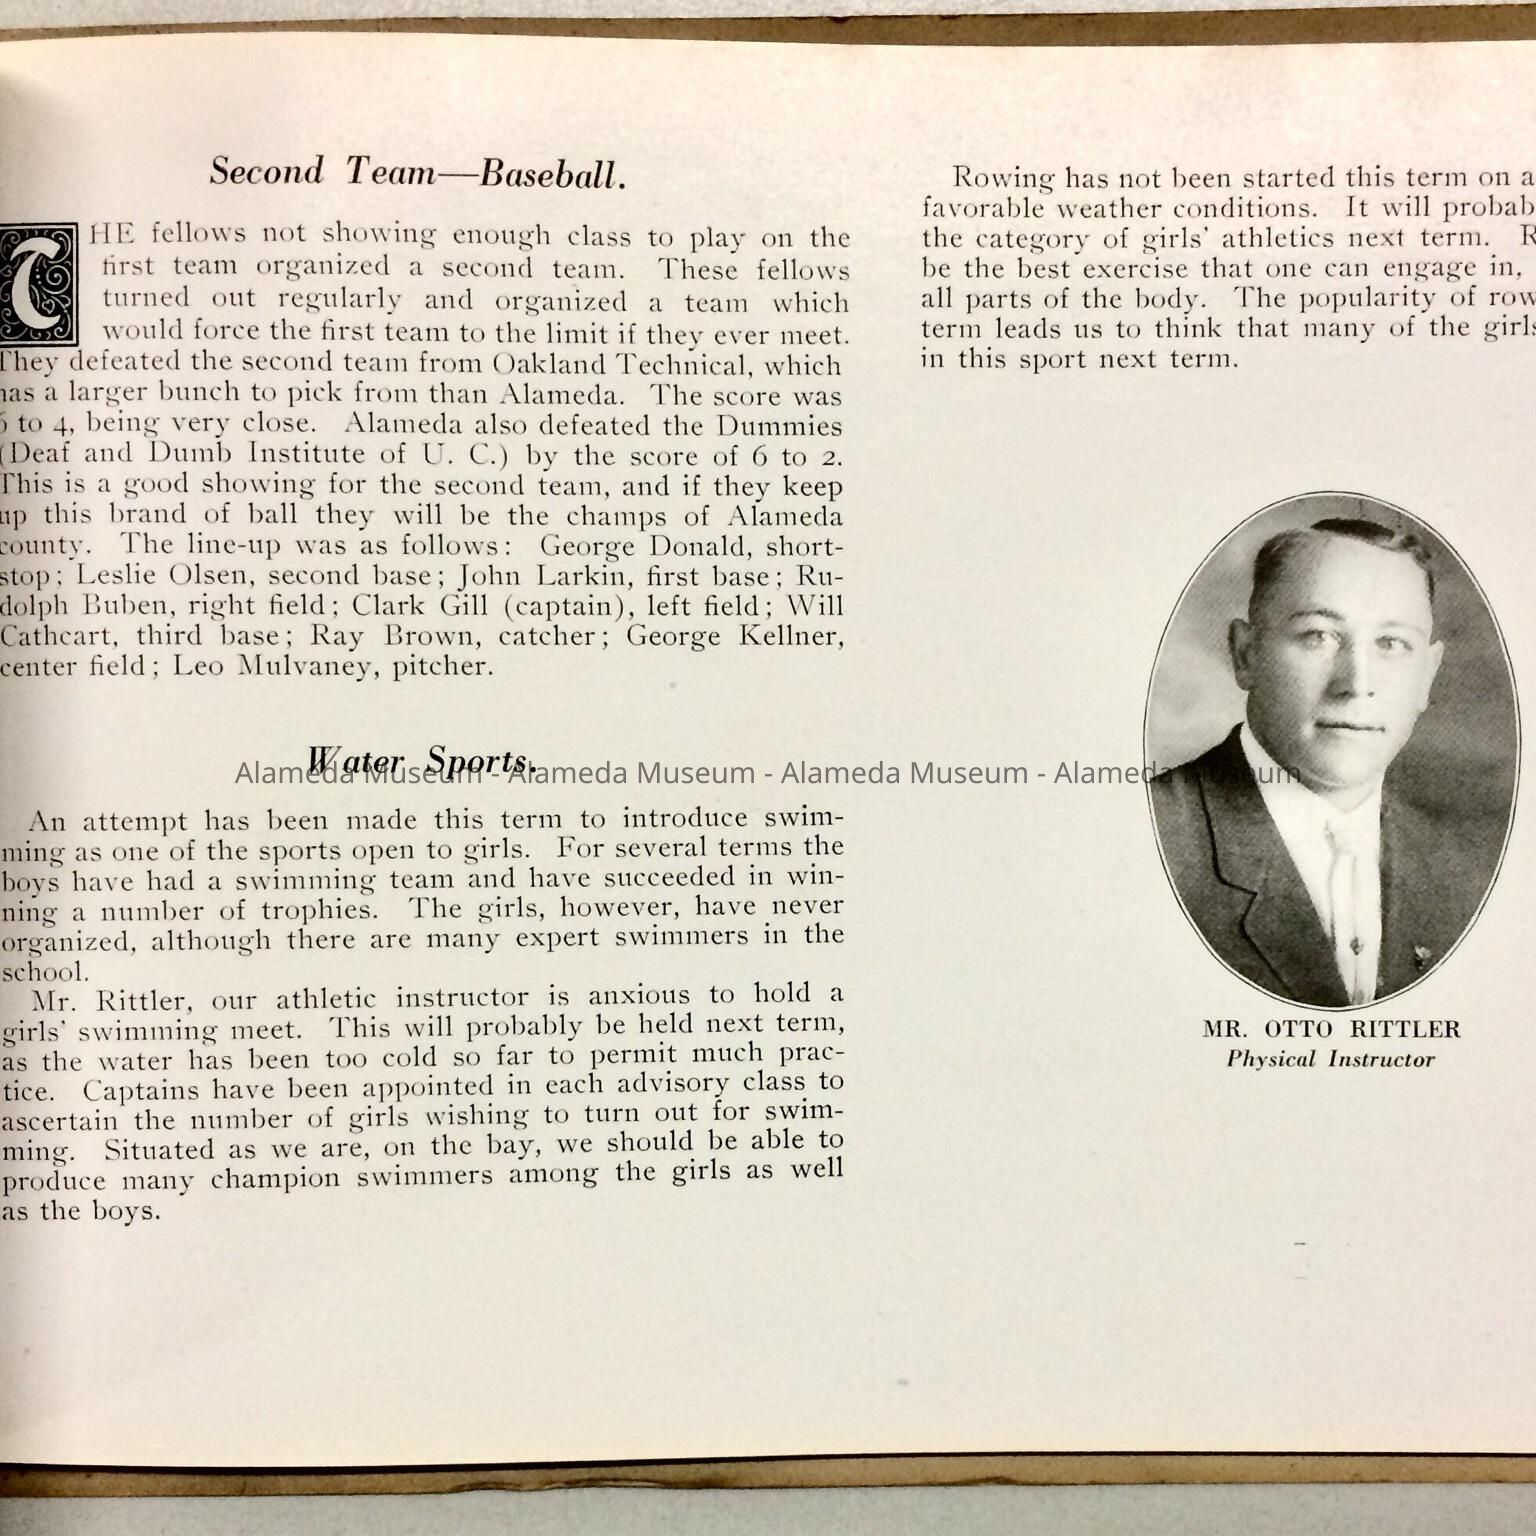 Second Team—Baseball.
THE fellows not showing enough class to play on the
first team organized a second team. These fellows
turned out regularly and organized a team which
would force the first team to the limit if they ever meet.
They defeated the second team from Oakland Technical, which
has a larger bunch to pick from than Alameda. The score was
to 4, being very close. Alameda also defeated the Dummies
(Deaf and Dumb Institute of U. C.) by the score of 6 to 2.
This is a good showing for the second team, and if they keep
up this brand of ball they will be the champs of Alameda
county. The line-up was as follows: George Donald, short-
stop; Leslie Olsen, second base; John Larkin, first base; Ru-
dolph Buben, right field; Clark Gill (captain), left field; Will
Cathcart, third base; Ray Brown, catcher; George Kellner,
center field; Leo Mulvaney, pitcher.
Water Sports.
Alameda Museum - Alameda Museum - Alameda Museum - Alameda Museum
An attempt has been made this term to introduce swim-
ming as one of the sports open to girls. For several terms the
boys have had a swimming team and have succeeded in win-
ning a number of trophies. The girls, however, have never
organized, although there are many expert swimmers in the
school.
Mr. Rittler, our athletic instructor is anxious to hold a
girls' swimming meet. This will probably be held next term,
as the water has been too cold so far to permit much prac-
tice. Captains have been appointed in each advisory class to
ascertain the number of girls wishing to turn out for swim-
ming. Situated as we are, on the bay, we should be able to
produce many champion swimmers among the girls as well
as the boys.
Rowing has not been started this term on a
favorable weather conditions. It will probab
the category of girls' athletics next term. R
be the best exercise that one can engage in,
all parts of the body. The popularity of row
term leads us to think that many of the girls
in this sport next term.
MR. OTTO RITTLER
Physical Instructor